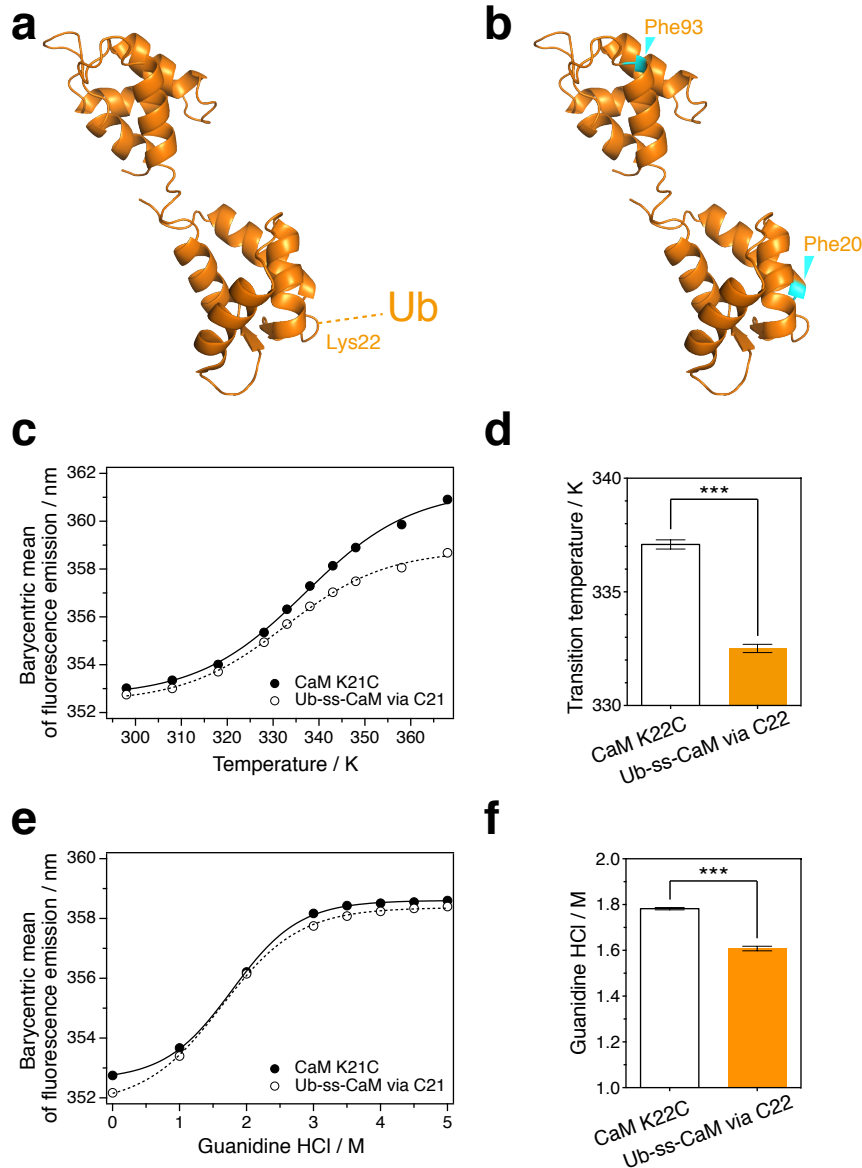 a
Ub
Lys22
b
Phe93
Phe20
c
Barycentric mean
of fluorescence emission / nm
362
360
358
356
354
352
300
310
320
330
340
350
360
Temperature / K
CaM K21C
Ub-ss-CaM via C21
d
Transition temperature / K
340
335
330
***
CaM K22C
Ub-ss-CaM via C22
e
Barycentric mean
of fluorescence emission / nm
360
358
356
354
352
0
1
2
3
4
5
Guanidine HCl / M
CaM K21C
Ub-ss-CaM via C21
f
Guanidine HCl / M
2.0
1.8
1.6
1.4
1.2
1.0
***
CaM K22C
Ub-ss-CaM via C22